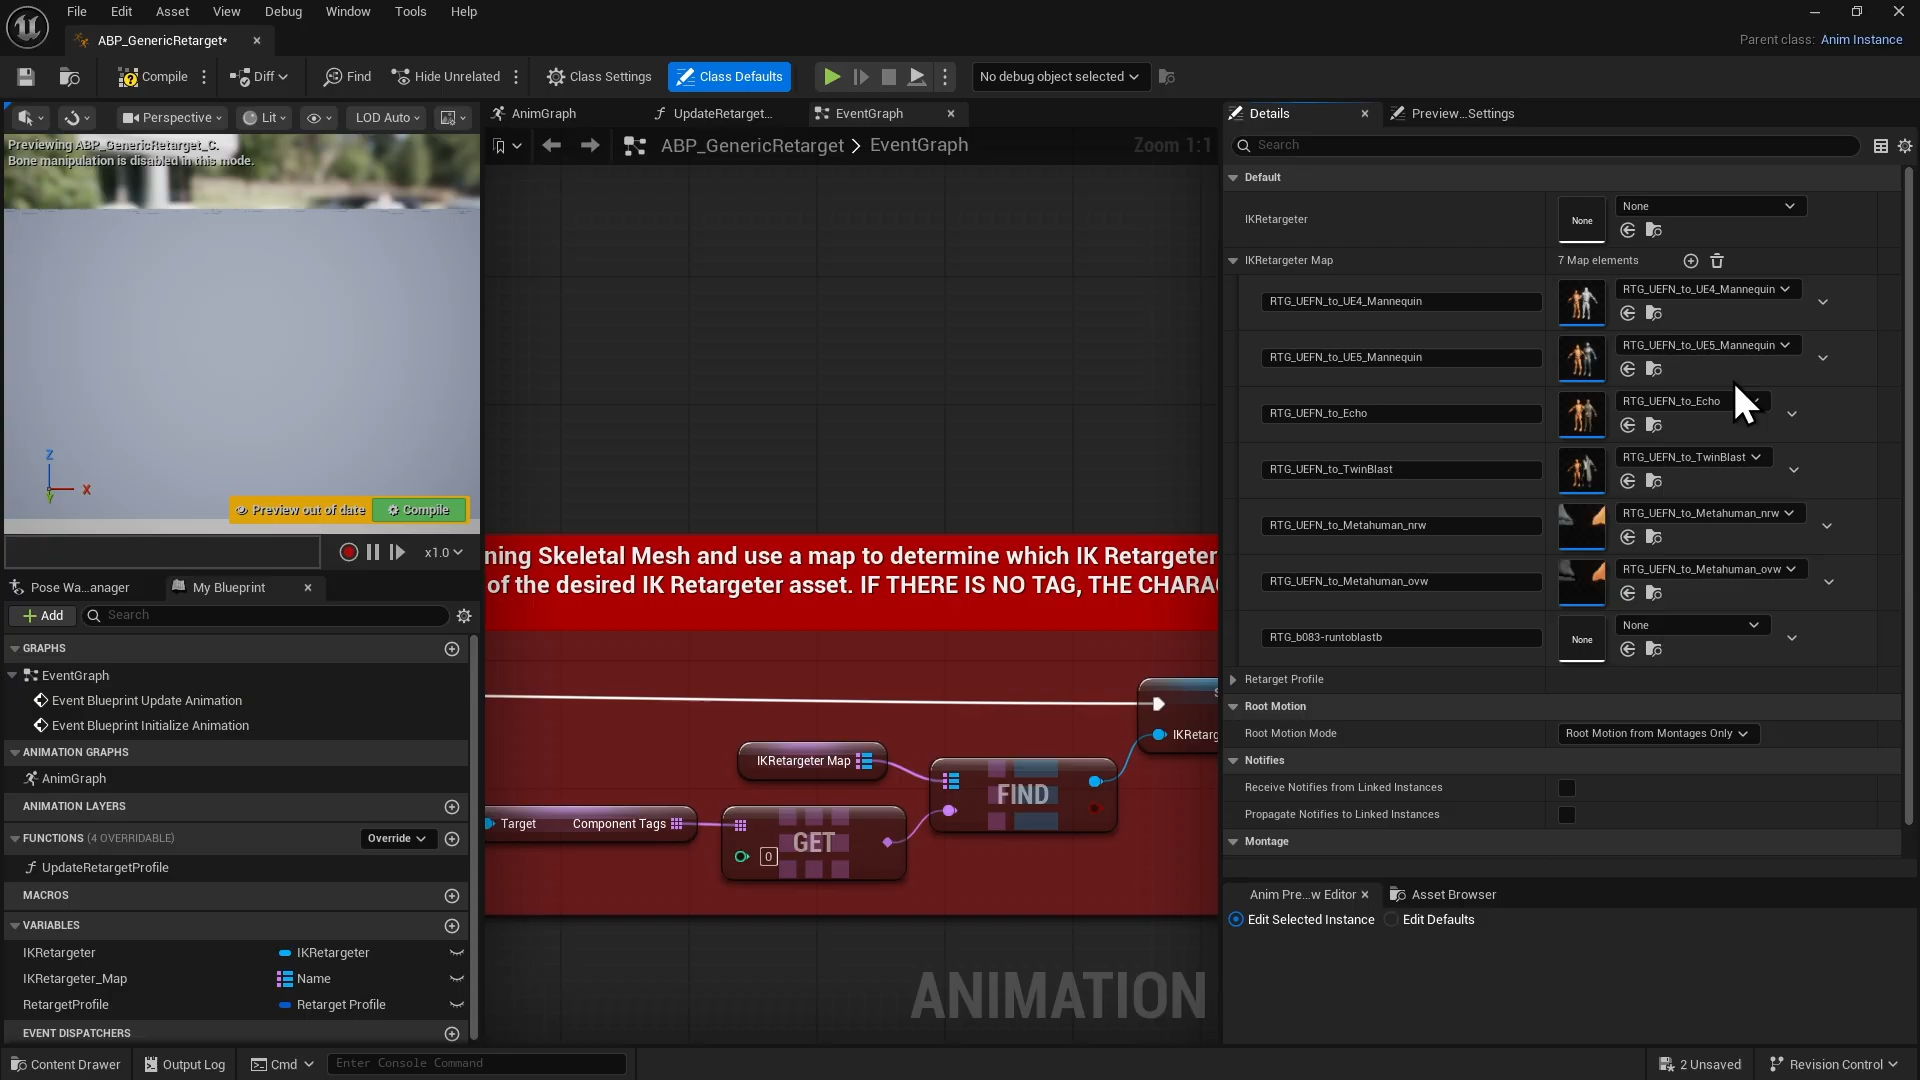 File Edit Asset View Debug Window Tools Help
ABP_GenericRetarget*
Parent class: Anim Instance
Compile Diff Find Hide Unrelated Class Settings Class Defaults No debug object selected
Perspective Lit LOD Auto
Previewing ABP_GenericRetarget_C.
Bone manipulation is disabled in this mode.
Z
X
Y
Preview out of date Compile
x1.0
Pose Wa...anager My Blueprint
Add Search
GRAPHS
EventGraph
Event Blueprint Update Animation
Event Blueprint Initialize Animation
ANIMATION GRAPHS
AnimGraph
ANIMATION LAYERS
FUNCTIONS (4 OVERRIDABLE) Override
UpdateRetargetProfile
MACROS
VARIABLES
IKRetargeter IKRetargeter
IKRetargeter_Map Name
RetargetProfile Retarget Profile
EVENT DISPATCHERS
AnimGraph UpdateRetarget... EventGraph
ABP_GenericRetarget > EventGraph Zoom 1:1
ning Skeletal Mesh and use a map to determine which IK Retargeter
of the desired IK Retargeter asset. IF THERE IS NO TAG, THE CHARA
IKRetarg
IKRetargeter Map
FIND
Target Component Tags
GET
0
ANIMATION
Details Preview...Settings
Search
Default
IKRetargeter None None
IKRetargeter Map 7 Map elements
RTG_UEFN_to_UE4_Mannequin RTG_UEFN_to_UE4_Mannequin
RTG_UEFN_to_UE5_Mannequin RTG_UEFN_to_UE5_Mannequin
RTG_UEFN_to_Echo RTG_UEFN_to_Echo
RTG_UEFN_to_TwinBlast RTG_UEFN_to_TwinBlast
RTG_UEFN_to_Metahuman_nrw RTG_UEFN_to_Metahuman_nrw
RTG_UEFN_to_Metahuman_ovw RTG_UEFN_to_Metahuman_ovw
RTG_b083-runtoblastb None None
Retarget Profile
Root Motion
Root Motion Mode Root Motion from Montages Only
Notifies
Receive Notifies from Linked Instances
Propagate Notifies to Linked Instances
Montage
Anim Pre...w Editor Asset Browser
Edit Selected Instance Edit Defaults
Content Drawer Output Log Cmd Enter Console Command 2 Unsaved Revision Control